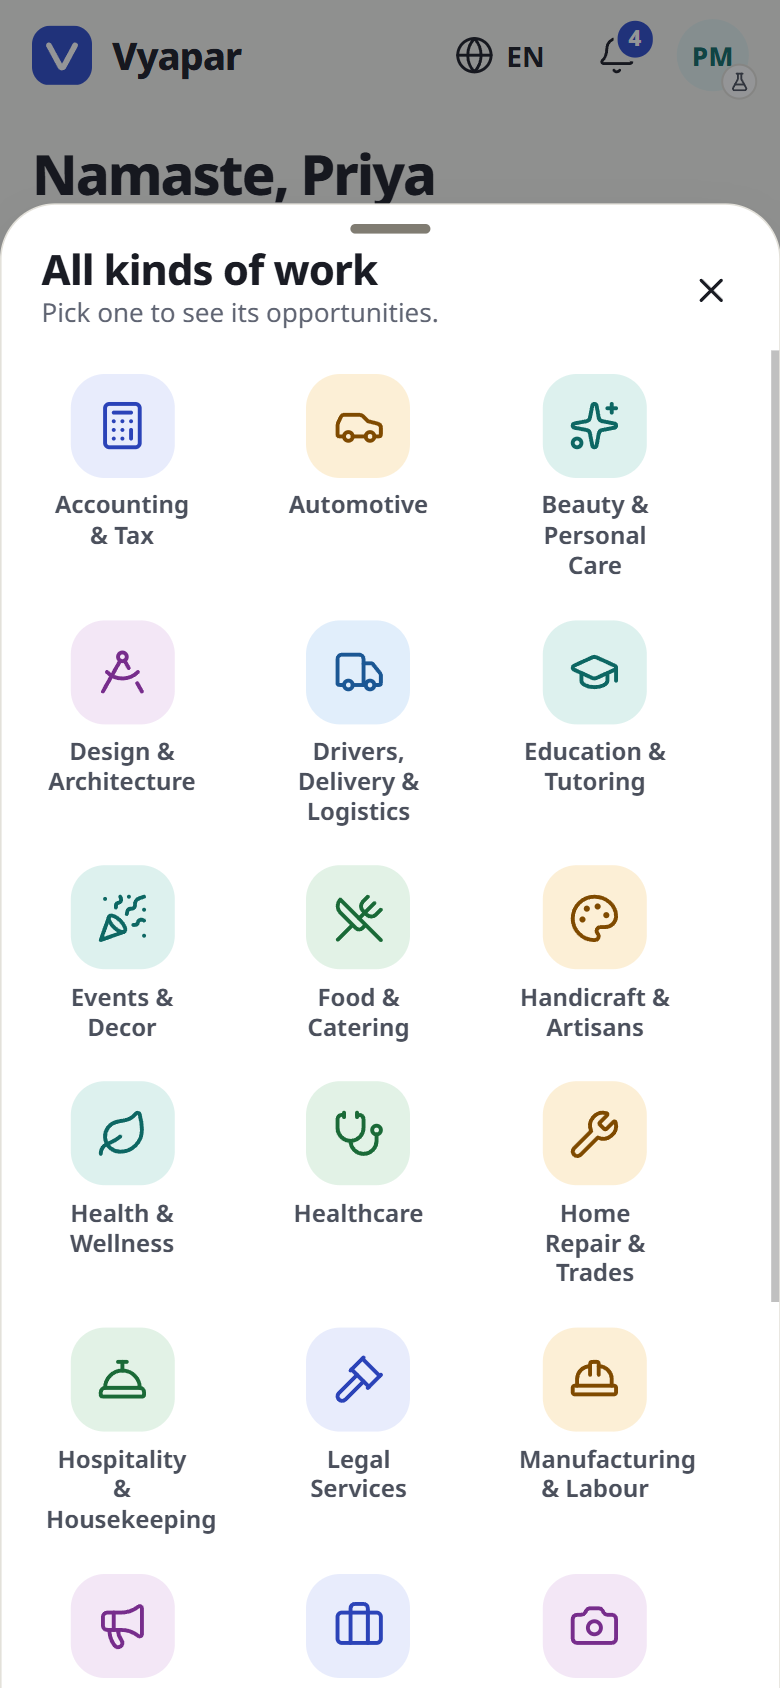 Vyapar
EN
4
PM
Namaste, Priya
All kinds of work
Pick one to see its opportunities.
Accounting
& Tax
Automotive
Beauty &
Personal
Care
Design &
Architecture
Drivers,
Delivery &
Logistics
Education &
Tutoring
Events &
Decor
Food &
Catering
Handicraft &
Artisans
Health &
Wellness
Healthcare
Home
Repair &
Trades
Hospitality
&
Housekeeping
Legal
Services
Manufacturing
& Labour